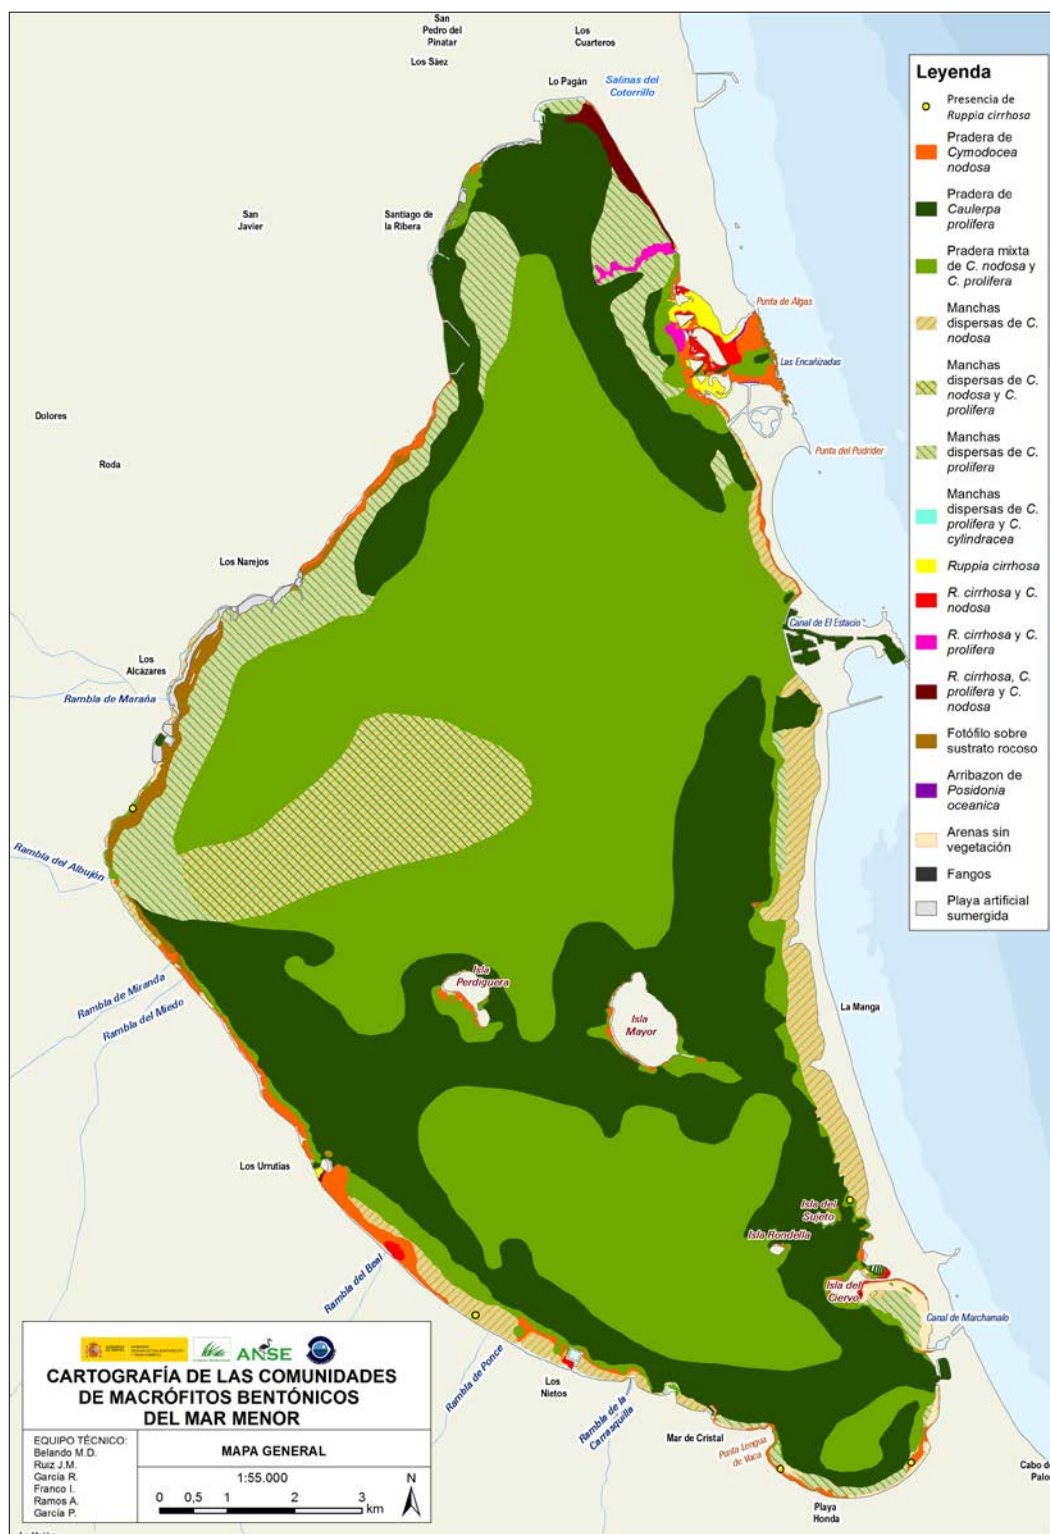 San
Pedro del
Pinatar
Los
Cuarteros
Los Sáez
Lo Pagán
Salinas del
Cotorrillo
San
Javier
Santiago de
la Ribera
Punta de Algas
Las Encañizadas
Dolores
Roda
Punta del Pudrider
Los Narejos
Canal de El Estacio
Los
Alcázares
Rambla de Maraña
Rambla del Albujón
Rambla de Miranda
Rambla del Miedo
Isla
Perdiguera
Isla
Mayor
La Manga
Los Urrutias
Isla del
Sujeto
Isla Rondella
Isla del
Ciervo
Rambla del Beal
Canal de Marchamalo
Rambla de Ponce
Los
Nietos
Rambla de la
Carrasquilla
Mar de Cristal
Punta Lengua
de Vaca
Playa
Honda
Cabo de
Palo
Leyenda
Presencia de
Ruppia cirrhosa
Pradera de
Cymodocea
nodosa
Pradera de
Caulerpa
prolifera
Pradera mixta
de C. nodosa y
C. prolifera
Manchas
dispersas de C.
nodosa
Manchas
dispersas de C.
nodosa y C.
prolifera
Manchas
dispersas de C.
prolifera
Manchas
dispersas de C.
prolifera y C.
cylindracea
Ruppia cirrhosa
R. cirrhosa y C.
nodosa
R. cirrhosa y C.
prolifera
R. cirrhosa, C.
prolifera y C.
nodosa
Fotófilo sobre
sustrato rocoso
Arribazon de
Posidonia
oceanica
Arenas sin
vegetación
Fangos
Playa artificial
sumergida
ANSE
CARTOGRAFÍA DE LAS COMUNIDADES
DE MACRÓFITOS BENTÓNICOS
DEL MAR MENOR
EQUIPO TÉCNICO:
Belando M.D.
Ruiz J.M.
García R.
Franco I.
Ramos A.
García P.
MAPA GENERAL
1:55.000
N
0 0,5 1 2 3
km